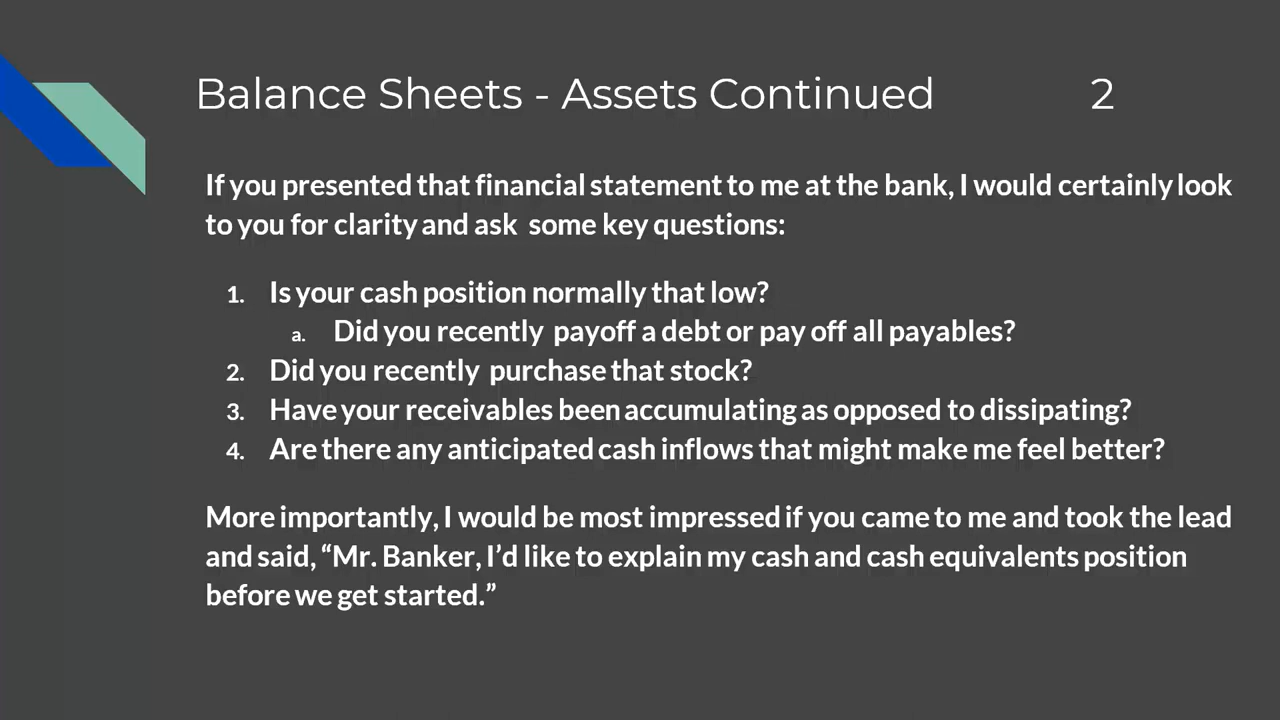 Balance Sheets - Assets Continued 2
If you presented that financial statement to me at the bank, I would certainly look
to you for clarity and ask some key questions:
1. Is your cash position normally that low?
a. Did you recently payoff a debt or pay off all payables?
2. Did you recently purchase that stock?
3. Have your receivables been accumulating as opposed to dissipating?
4. Are there any anticipated cash inflows that might make me feel better?
More importantly, I would be most impressed if you came to me and took the lead
and said, “Mr. Banker, I’d like to explain my cash and cash equivalents position
before we get started.”